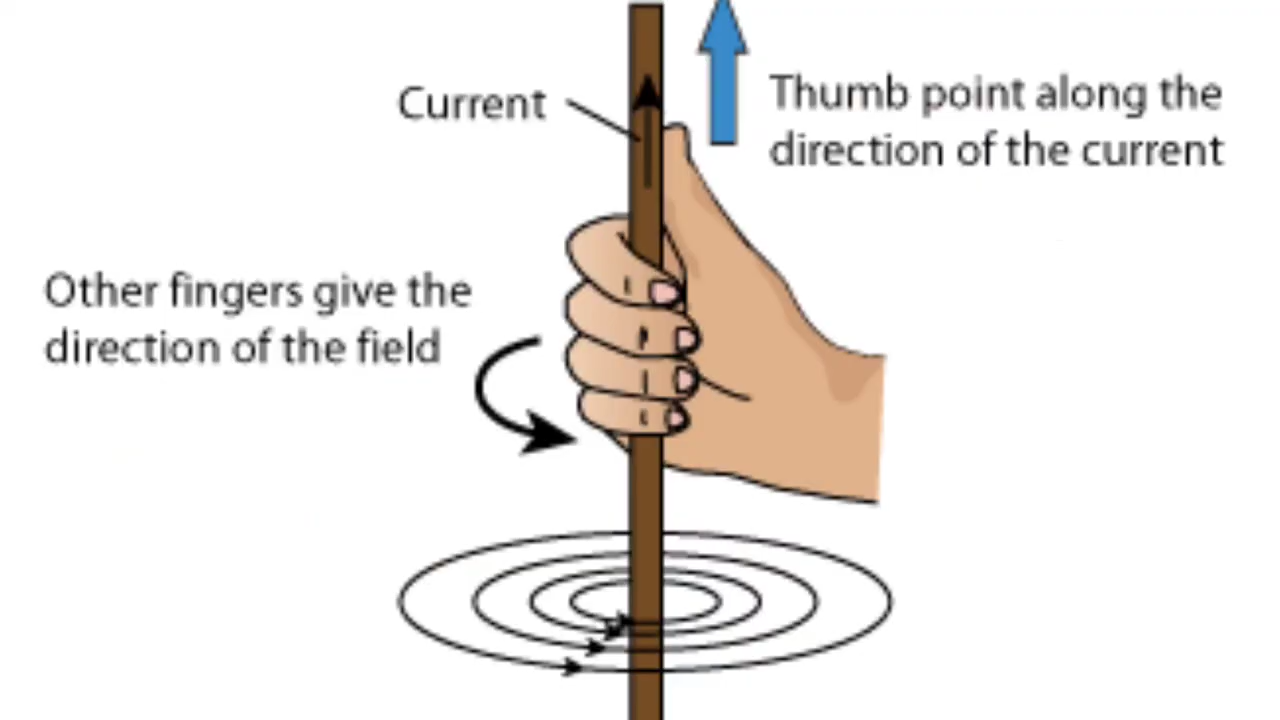 Current
Thumb point along the
direction of the current
Other fingers give the
direction of the field